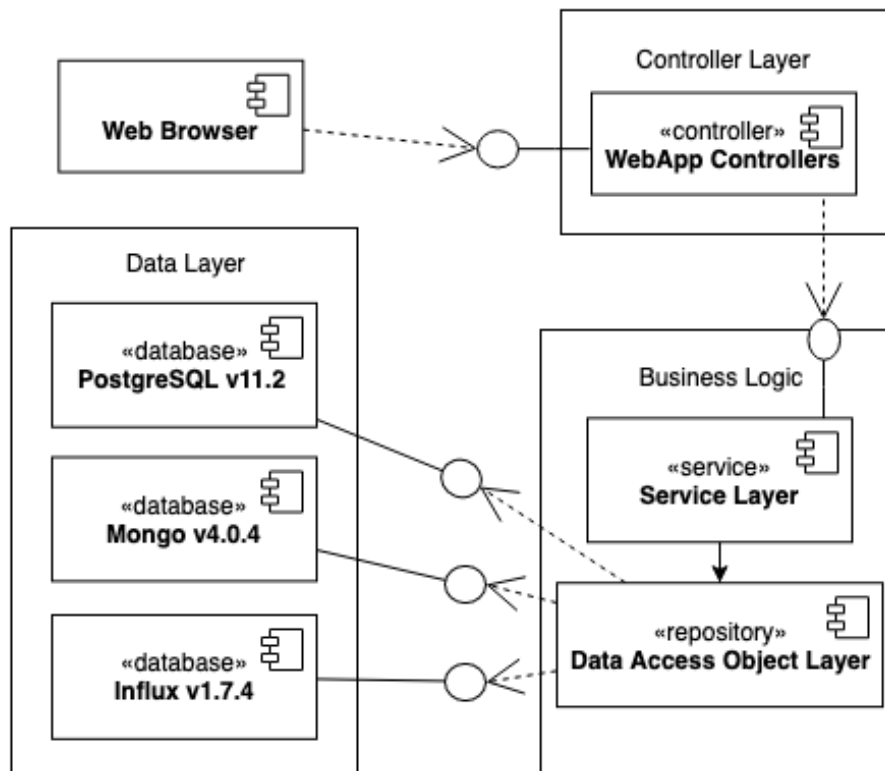 Controller Layer
Web Browser
«controller»
WebApp Controllers
Data Layer
«database»
PostgreSQL v11.2
«database»
Mongo v4.0.4
«database»
Influx v1.7.4
Business Logic
«service»
Service Layer
«repository»
Data Access Object Layer